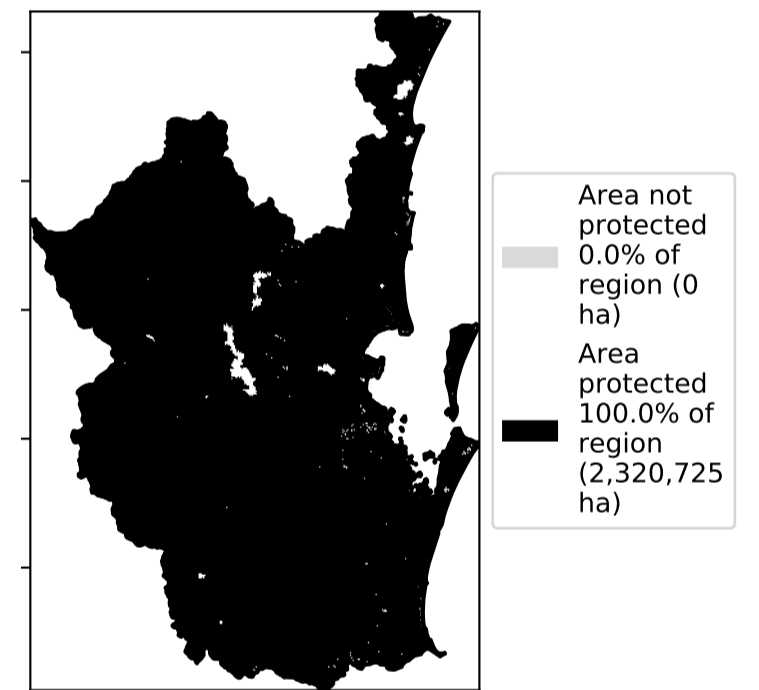 Area not
protected
0.0% of
region (0
ha)
Area
protected
100.0% of
region
(2,320,725
ha)